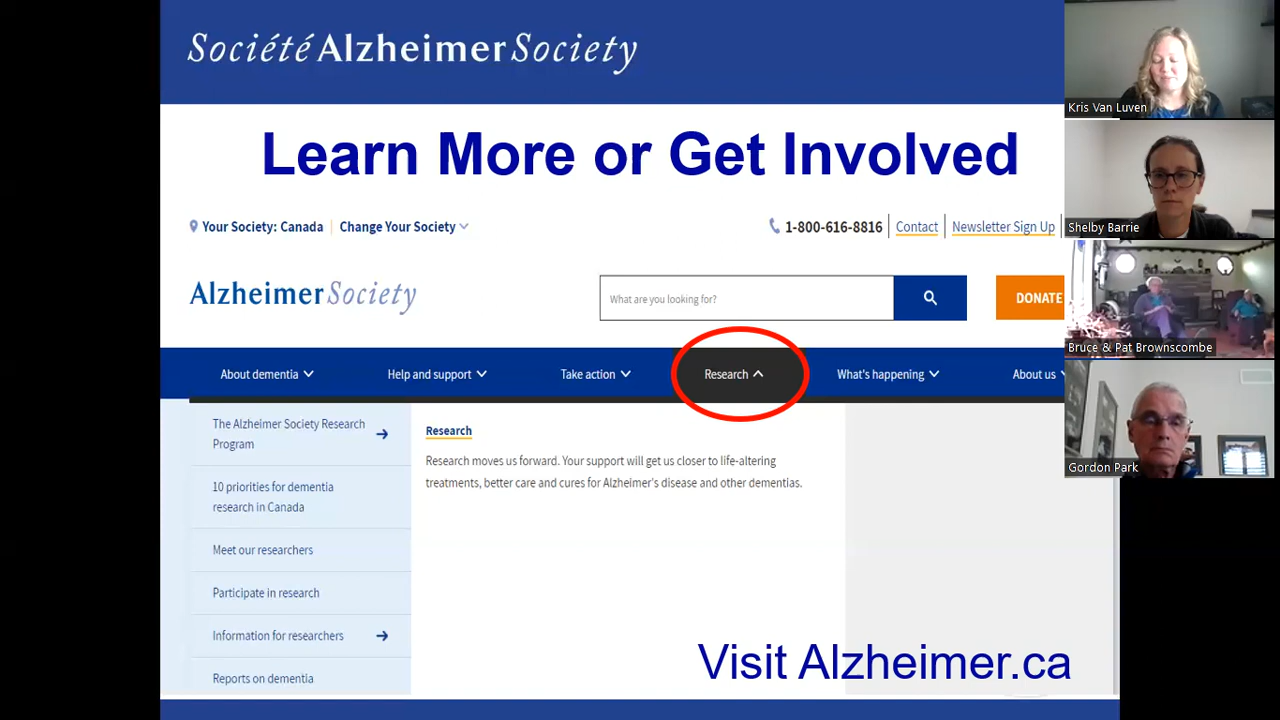 Société Alzheimer Society
Learn More or Get Involved
Your Society: Canada
Change Your Society
1-800-616-8816
Contact
Newsletter Sign Up
Alzheimer Society
What are you looking for?
DONATE
About dementia
Help and support
Take action
Research
What's happening
About us
The Alzheimer Society Research
Program
10 priorities for dementia
research in Canada
Meet our researchers
Participate in research
Information for researchers
Reports on dementia
Research
Research moves us forward. Your support will get us closer to life-altering
treatments, better care and cures for Alzheimer's disease and other dementias.
Visit Alzheimer.ca
Kris Van Luven
Shelby Barrie
Bruce & Pat Brownscombe
Gordon Park